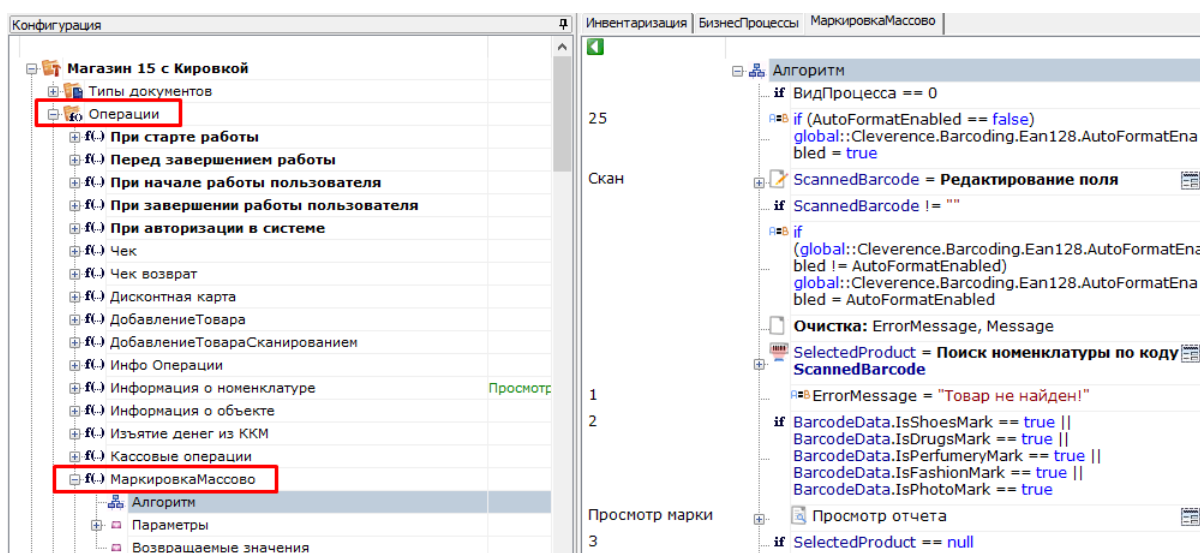 Конфигурация
Магазин 15 с Кировкой
Типы документов
Операции
f(..) При старте работы
f(..) Перед завершением работы
f(..) При начале работы пользователя
f(..) При завершении работы пользователя
f(..) При авторизации в системе
f(..) Чек
f(..) Чек возврат
f(..) Дисконтная карта
f(..) ДобавлениеТовара
f(..) ДобавлениеТовараСканированием
f(..) Инфо Операции
f(..) Информация о номенклатуре Просмотр
f(..) Информация о объекте
f(..) Изъятие денег из ККМ
f(..) Кассовые операции
f(..) МаркировкаМассово
Алгоритм
Параметры
Возвращаемые значения
Инвентаризация БизнесПроцессы МаркировкаМассово
Алгоритм
if ВидПроцесса == 0
25 A=B if (AutoFormatEnabled == false)
global::Cleverence.Barcoding.Ean128.AutoFormatEna
bled = true
Скан ScannedBarcode = Редактирование поля
if ScannedBarcode != ""
A=B if
(global::Cleverence.Barcoding.Ean128.AutoFormatEna
bled != AutoFormatEnabled)
global::Cleverence.Barcoding.Ean128.AutoFormatEna
bled = AutoFormatEnabled
Очистка: ErrorMessage, Message
SelectedProduct = Поиск номенклатуры по коду
ScannedBarcode
1 A=B ErrorMessage = "Товар не найден!"
2 if BarcodeData.IsShoesMark == true ||
BarcodeData.IsDrugsMark == true ||
BarcodeData.IsPerfumeryMark == true ||
BarcodeData.IsFashionMark == true ||
BarcodeData.IsPhotoMark == true
Просмотр марки Просмотр отчета
3 if SelectedProduct == null